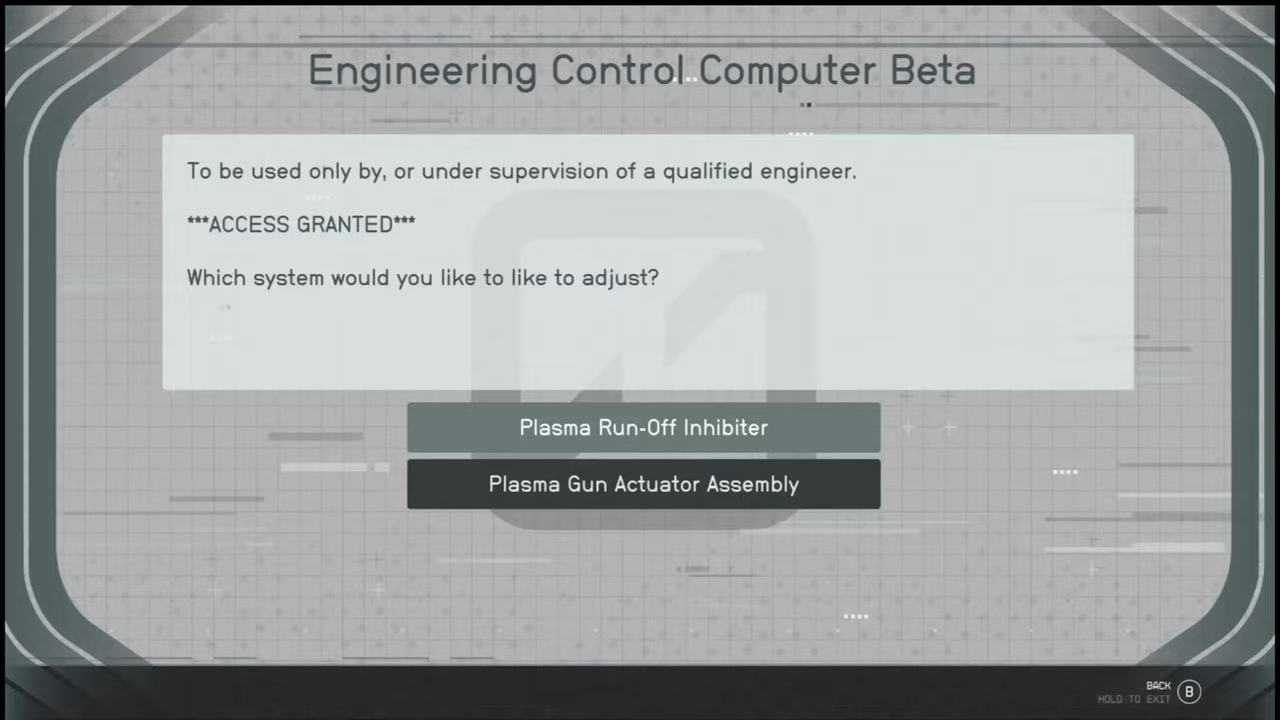 Engineering Control Computer Beta
To be used only by, or under supervision of a qualified engineer.
***ACCESS GRANTED***
Which system would you like to like to adjust?
Plasma Run-Off Inhibiter
Plasma Gun Actuator Assembly
BACK
HOLD TO EXIT
B